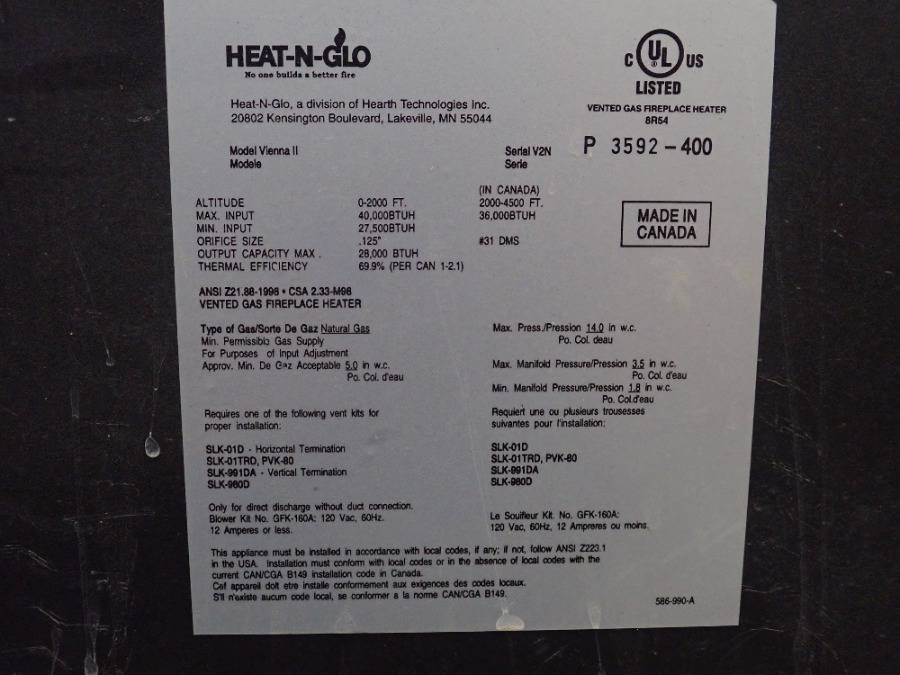 HEAT-N-GLO
No one builds a better fire
Heat-N-Glo, a division of Hearth Technologies Inc.
20802 Kensington Boulevard, Lakeville, MN 55044
C UL US
®
LISTED
VENTED GAS FIREPLACE HEATER
8R54
Model Vienna II
Modele
Serial V2N P 3592-400
Serie
(IN CANADA)
ALTITUDE 0-2000 FT. 2000-4500 FT.
MAX. INPUT 40,000BTUH 36,000BTUH
MIN. INPUT 27,500BTUH
ORIFICE SIZE .125" #31 DMS
OUTPUT CAPACITY MAX. 28,000 BTUH
THERMAL EFFICIENCY 69.9% (PER CAN 1-2.1)
MADE IN
CANADA
ANSI Z21.88-1998 • CSA 2.33-M98
VENTED GAS FIREPLACE HEATER
Type of Gas/Sorte De Gaz Natural Gas
Min. Permissible Gas Supply
For Purposes of Input Adjustment
Approv. Min. De Gaz Acceptable 5.0 in w.c.
Po. Col. d'eau
Max. Press./Pression 14.0 in w.c.
Po. Col. deau
Max. Manifold Pressure/Pression 3.5 in w.c.
Po. Col. d'eau
Min. Manifold Pressure/Pression 1.8 in w.c.
Po. Col.d'eau
Requires one of the following vent kits for
proper installation:
SLK-01D - Horizontal Termination
SLK-01TRD, PVK-80
SLK-991DA - Vertical Termination
SLK-980D
Requiert une ou plusieurs trousesses
suivantes pour l'installation:
SLK-01D
SLK-01TRD, PVK-80
SLK-991DA
SLK-980D
Only for direct discharge without duct connection.
Blower Kit No. GFK-160A: 120 Vac, 60Hz.
12 Amperes or less.
Le Soufleur Kit. No. GFK-160A:
120 Vac, 60Hz, 12 Ampreres ou moins.
This appliance must be installed in accordance with local codes, if any; if not, follow ANSI Z223.1
in the USA. Installation must conform with local codes or in the absence of local codes with the
current CAN/CGA B149 installation code in Canada.
Cet appareil doit etre installe conformement aux exigences des codes locaux.
S'il n'existe aucum code local, se conformer a la norme CAN/CGA B149.
586-990-A